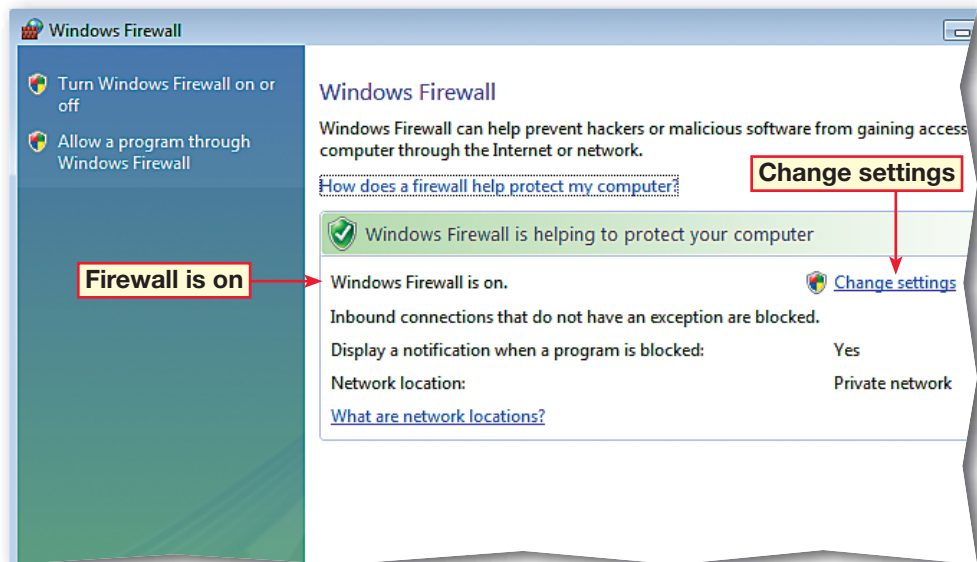 Windows Firewall
Turn Windows Firewall on or
off
Allow a program through
Windows Firewall
Windows Firewall
Windows Firewall can help prevent hackers or malicious software from gaining access
computer through the Internet or network.
How does a firewall help protect my computer?
Change settings
Windows Firewall is helping to protect your computer
Firewall is on
Windows Firewall is on.
Change settings
Inbound connections that do not have an exception are blocked.
Display a notification when a program is blocked: Yes
Network location: Private network
What are network locations?